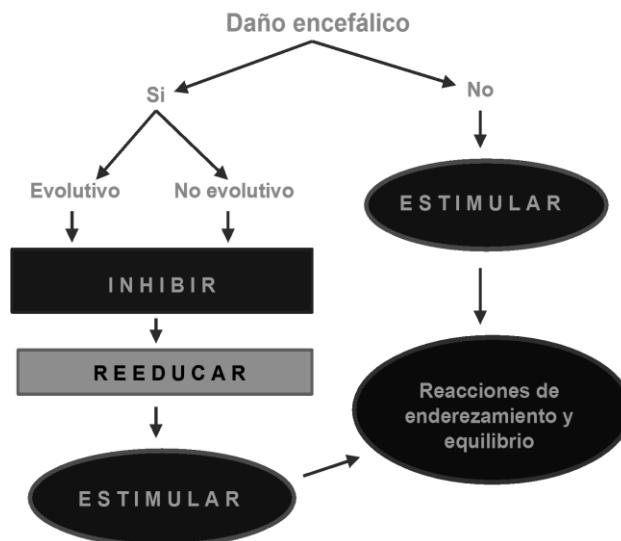 Daño encefálico
Si
No
Evolutivo
No evolutivo
ESTIMULAR
INHIBIR
REEDUCAR
Reacciones de
enderezamiento y
equilibrio
ESTIMULAR